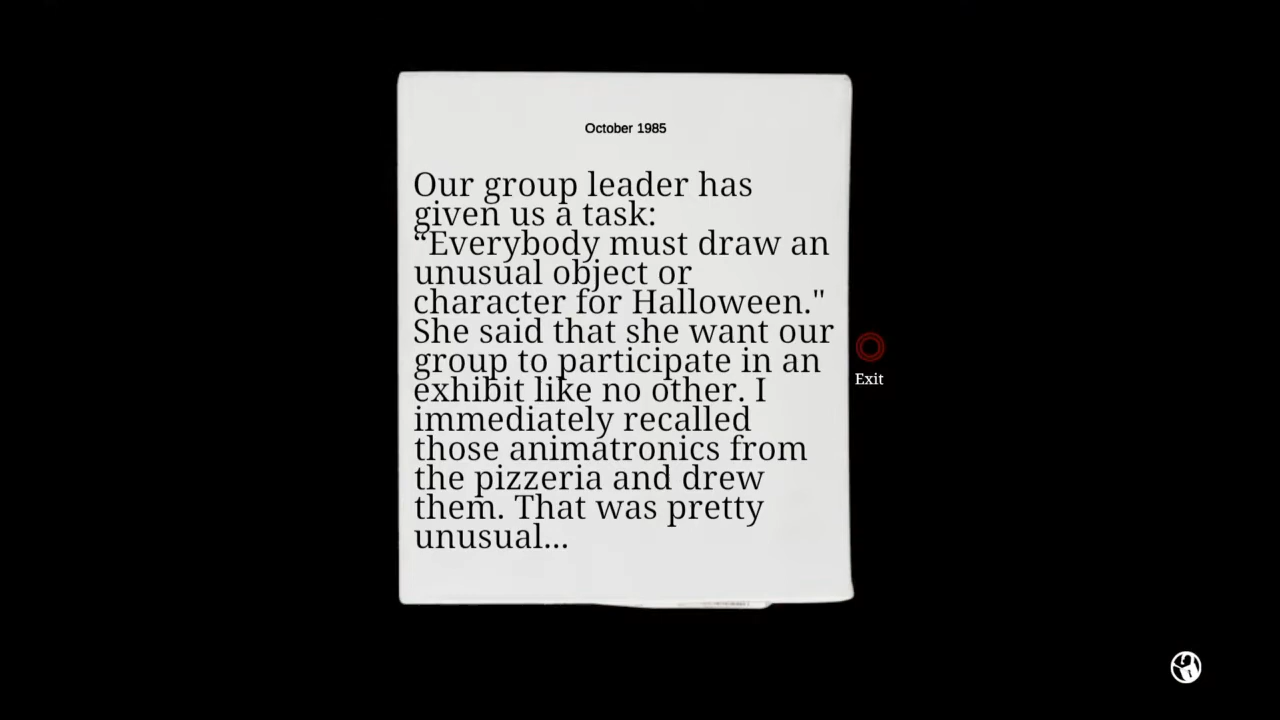 October 1985
Our group leader has
given us a task:
“Everybody must draw an
unusual object or
character for Halloween."
She said that she want our
group to participate in an
exhibit like no other. I
immediately recalled
those animatronics from
the pizzeria and drew
them. That was pretty
unusual...
Exit